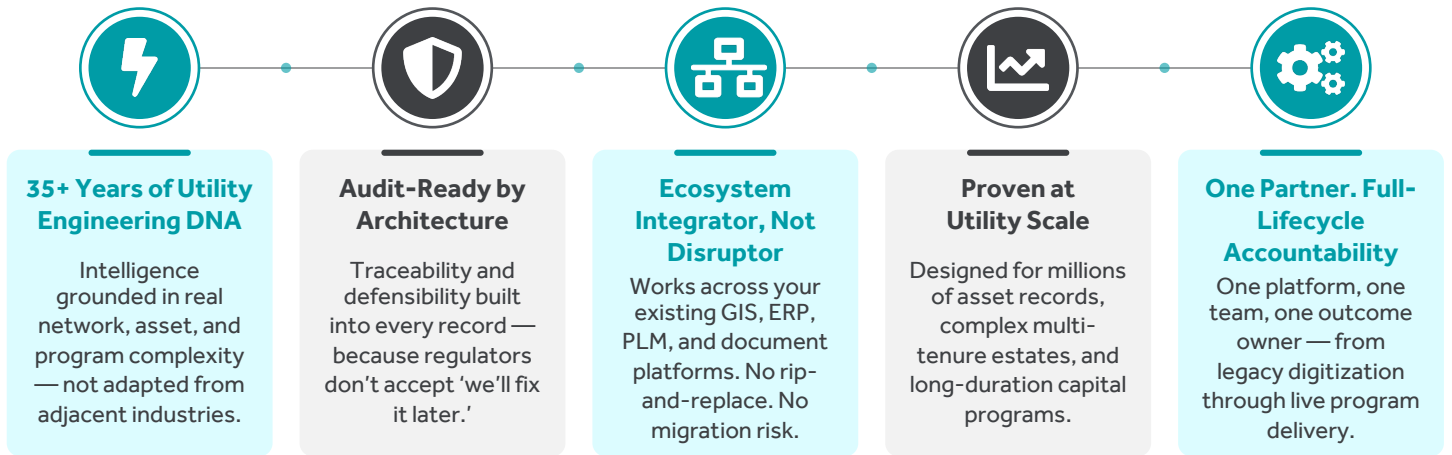 35+ Years of Utility
Engineering DNA
Intelligence
grounded in real
network, asset, and
program complexity
— not adapted from
adjacent industries.
Audit-Ready by
Architecture
Traceability and
defensibility built
into every record —
because regulators
don’t accept ‘we’ll fix
it later.’
Ecosystem
Integrator, Not
Disruptor
Works across your
existing GIS, ERP,
PLM, and document
platforms. No rip-
and-replace. No
migration risk.
Proven at
Utility Scale
Designed for millions
of asset records,
complex multi-
tenure estates, and
long-duration capital
programs.
One Partner. Full-
Lifecycle
Accountability
One platform, one
team, one outcome
owner — from
legacy digitization
through live program
delivery.